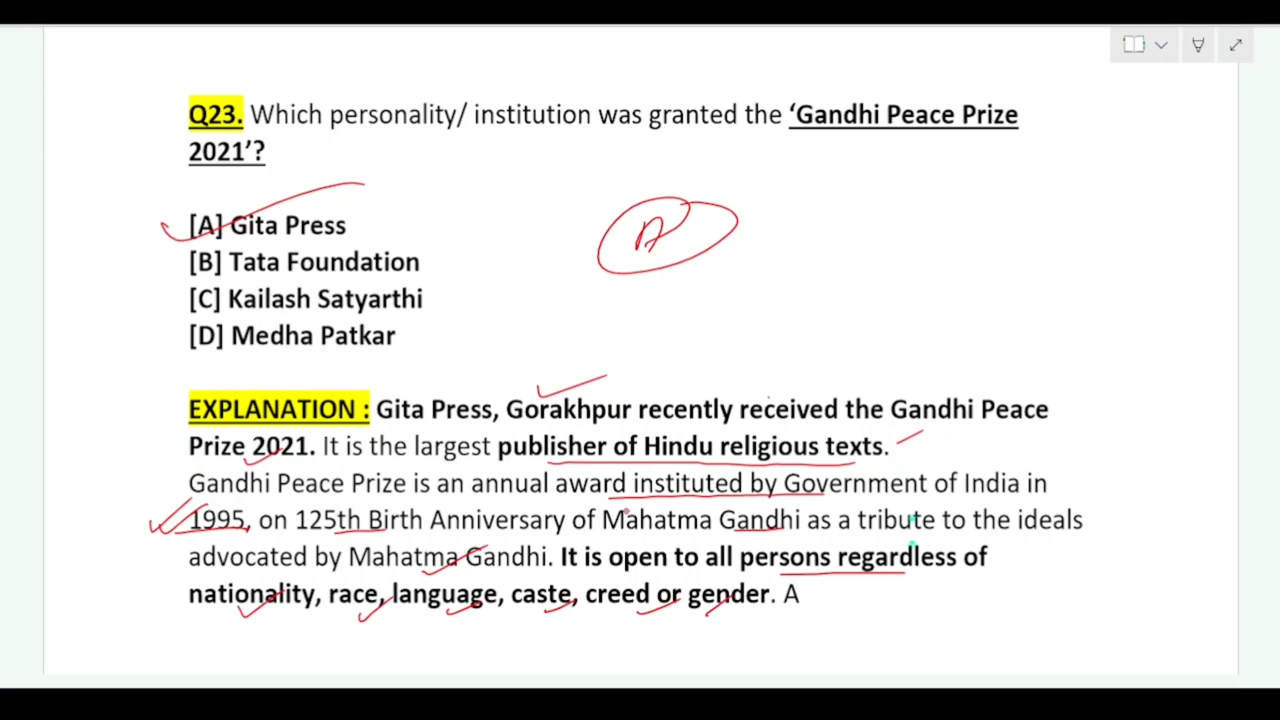 Q23. Which personality/ institution was granted the ‘Gandhi Peace Prize
2021’?
[A] Gita Press
A
[B] Tata Foundation
[C] Kailash Satyarthi
[D] Medha Patkar
EXPLANATION : Gita Press, Gorakhpur recently received the Gandhi Peace
Prize 2021. It is the largest publisher of Hindu religious texts.
Gandhi Peace Prize is an annual award instituted by Government of India in
1995, on 125th Birth Anniversary of Mahatma Gandhi as a tribute to the ideals
advocated by Mahatma Gandhi. It is open to all persons regardless of
nationality, race, language, caste, creed or gender. A